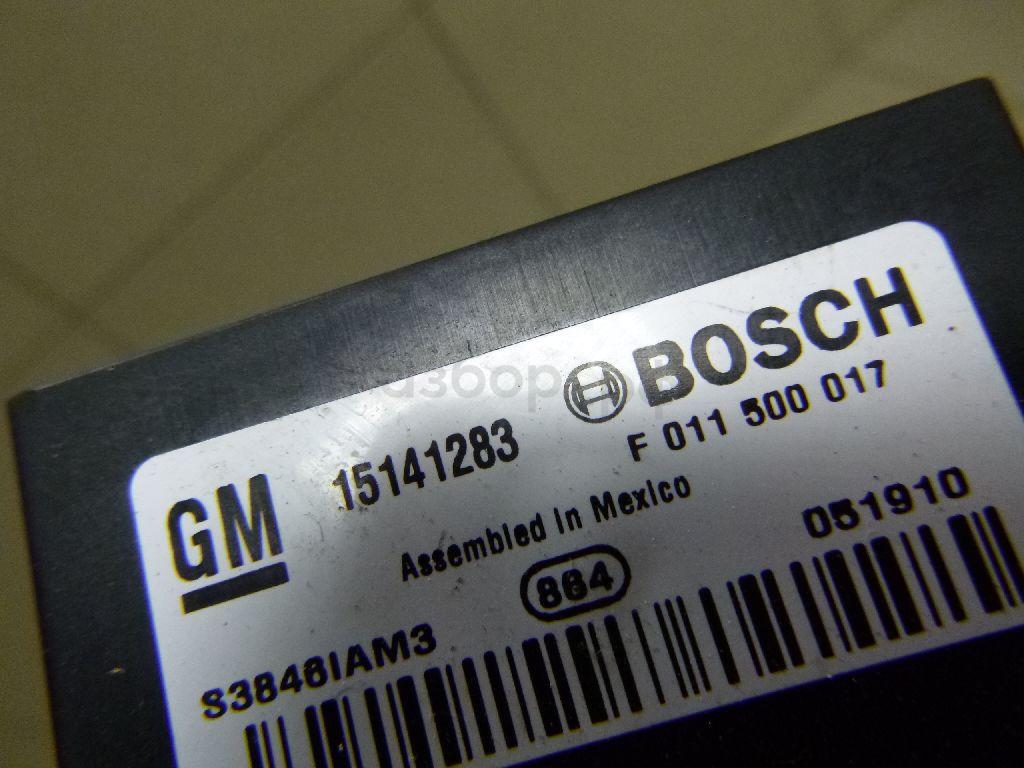 BOSCH
15141283
F 011 500 017
GM
Assembled in Mexico
051910
864
S3846IAM3